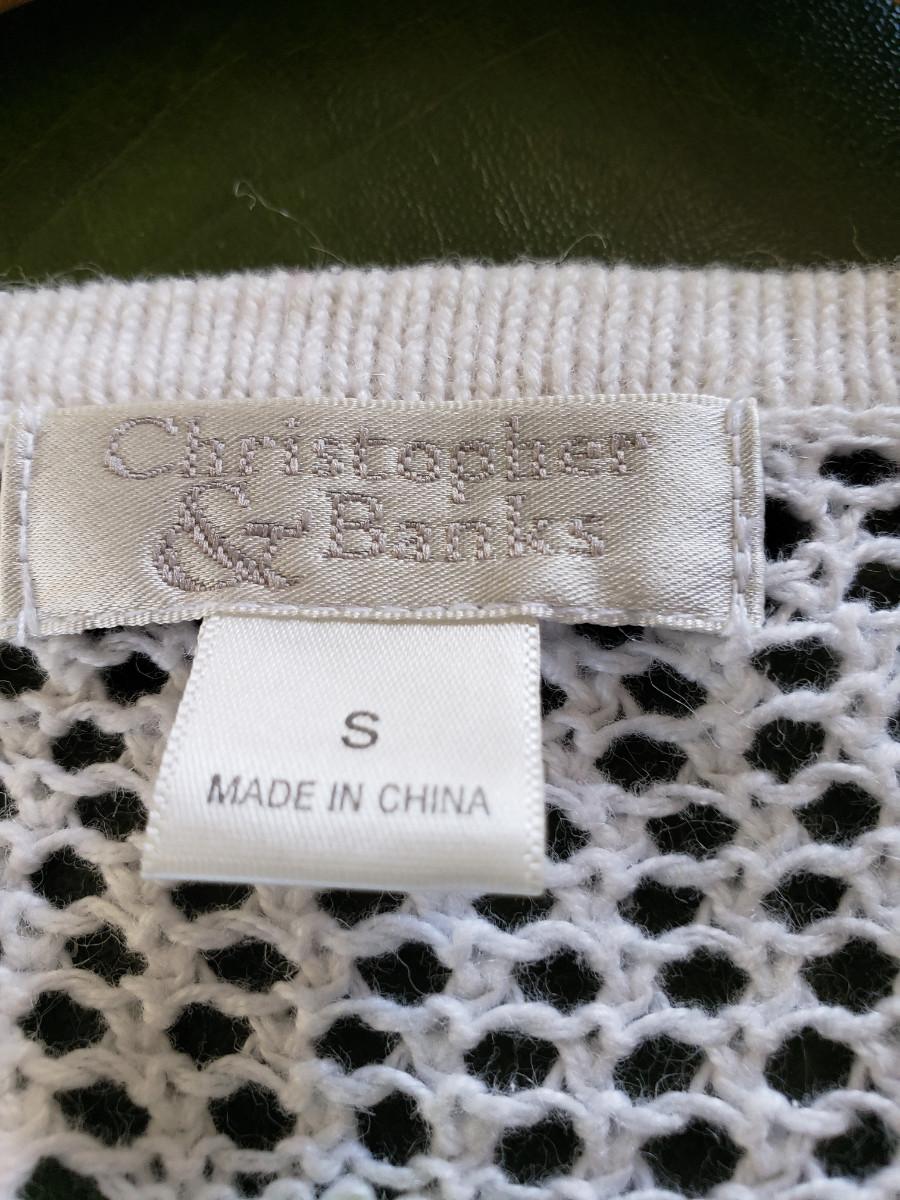 Christopher
& Banks
S
MADE IN CHINA